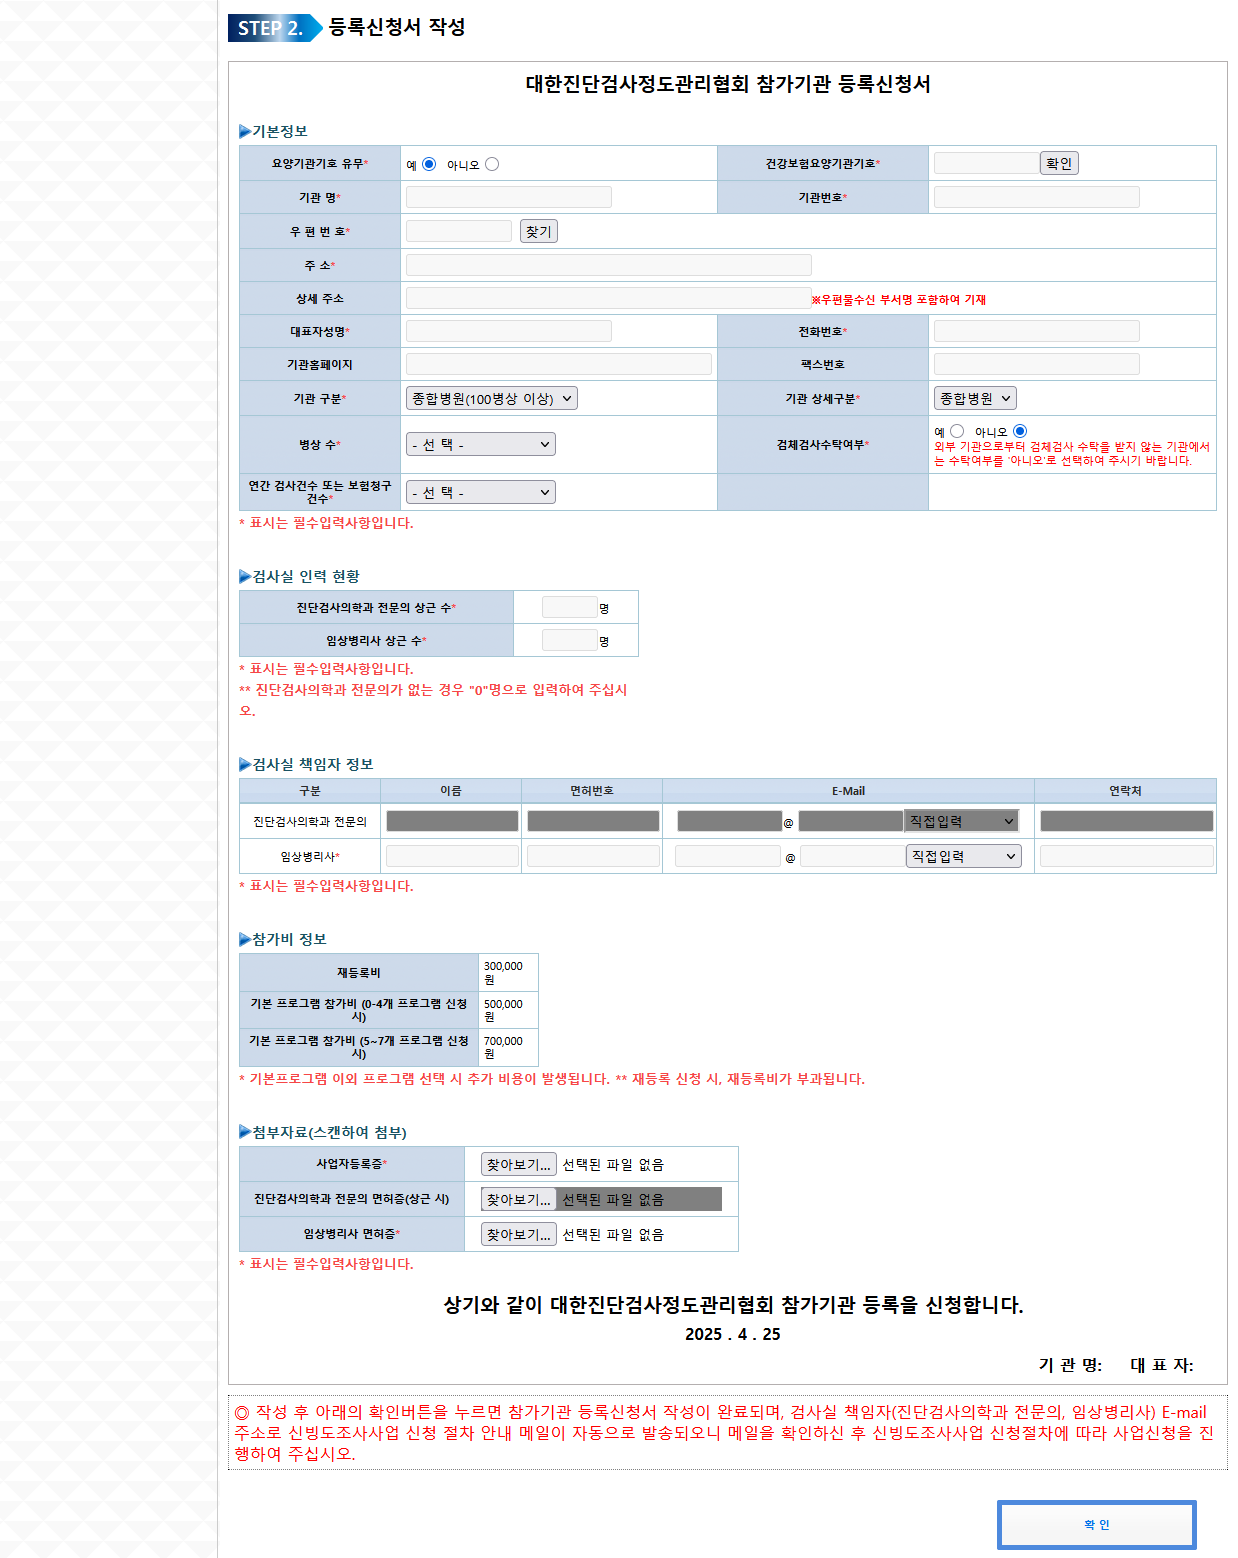 STEP 2. 등록신청서 작성
대한진단검사정도관리협회 참가기관 등록신청서
기본정보
요양기관기호 유무* 예 아니오 건강보험요양기관기호* 확인
기관 명* 기관번호*
우 편 번 호* 찾기
주 소*
상세 주소 ※우편물수신 부서명 포함하여 기재
대표자성명* 전화번호*
기관홈페이지 팩스번호
기관 구분* 종합병원(100병상 이상) 기관 상세구분* 종합병원
병상 수* - 선 택 - 검체검사수탁여부* 예 아니오
외부 기관으로부터 검체검사 수탁을 받지 않는 기관에서
는 수탁여부를 '아니오'로 선택하여 주시기 바랍니다.
연간 검사건수 또는 보험청구
건수* - 선 택 -
* 표시는 필수입력사항입니다.
검사실 인력 현황
진단검사의학과 전문의 상근 수* 명
임상병리사 상근 수* 명
* 표시는 필수입력사항입니다.
** 진단검사의학과 전문의가 없는 경우 "0"명으로 입력하여 주십시
오.
검사실 책임자 정보
구분 이름 면허번호 E-Mail 연락처
진단검사의학과 전문의 @ 직접입력
임상병리사* @ 직접입력
* 표시는 필수입력사항입니다.
참가비 정보
재등록비 300,000
원
기본 프로그램 참가비 (0-4개 프로그램 신청
시) 500,000
원
기본 프로그램 참가비 (5~7개 프로그램 신청
시) 700,000
원
* 기본프로그램 이외 프로그램 선택 시 추가 비용이 발생됩니다. ** 재등록 신청 시, 재등록비가 부과됩니다.
첨부자료(스캔하여 첨부)
사업자등록증* 찾아보기... 선택된 파일 없음
진단검사의학과 전문의 면허증(상근 시) 찾아보기... 선택된 파일 없음
임상병리사 면허증* 찾아보기... 선택된 파일 없음
* 표시는 필수입력사항입니다.
상기와 같이 대한진단검사정도관리협회 참가기관 등록을 신청합니다.
2025 . 4 . 25
기 관 명: 대 표 자:
◎ 작성 후 아래의 확인버튼을 누르면 참가기관 등록신청서 작성이 완료되며, 검사실 책임자(진단검사의학과 전문의, 임상병리사) E-mail
주소로 신빙도조사사업 신청 절차 안내 메일이 자동으로 발송되오니 메일을 확인하신 후 신빙도조사사업 신청절차에 따라 사업신청을 진
행하여 주십시오.
확 인